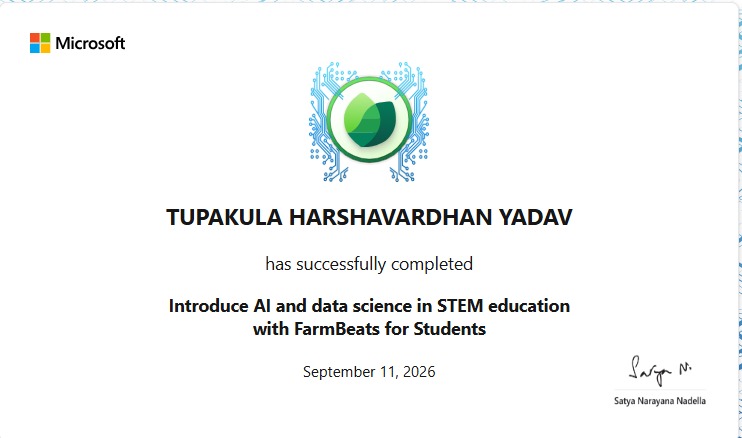 Microsoft
TUPAKULA HARSHAVARDHAN YADAV
has successfully completed
Introduce AI and data science in STEM education
with FarmBeats for Students
September 11, 2026
Satya N.
Satya Narayana Nadella